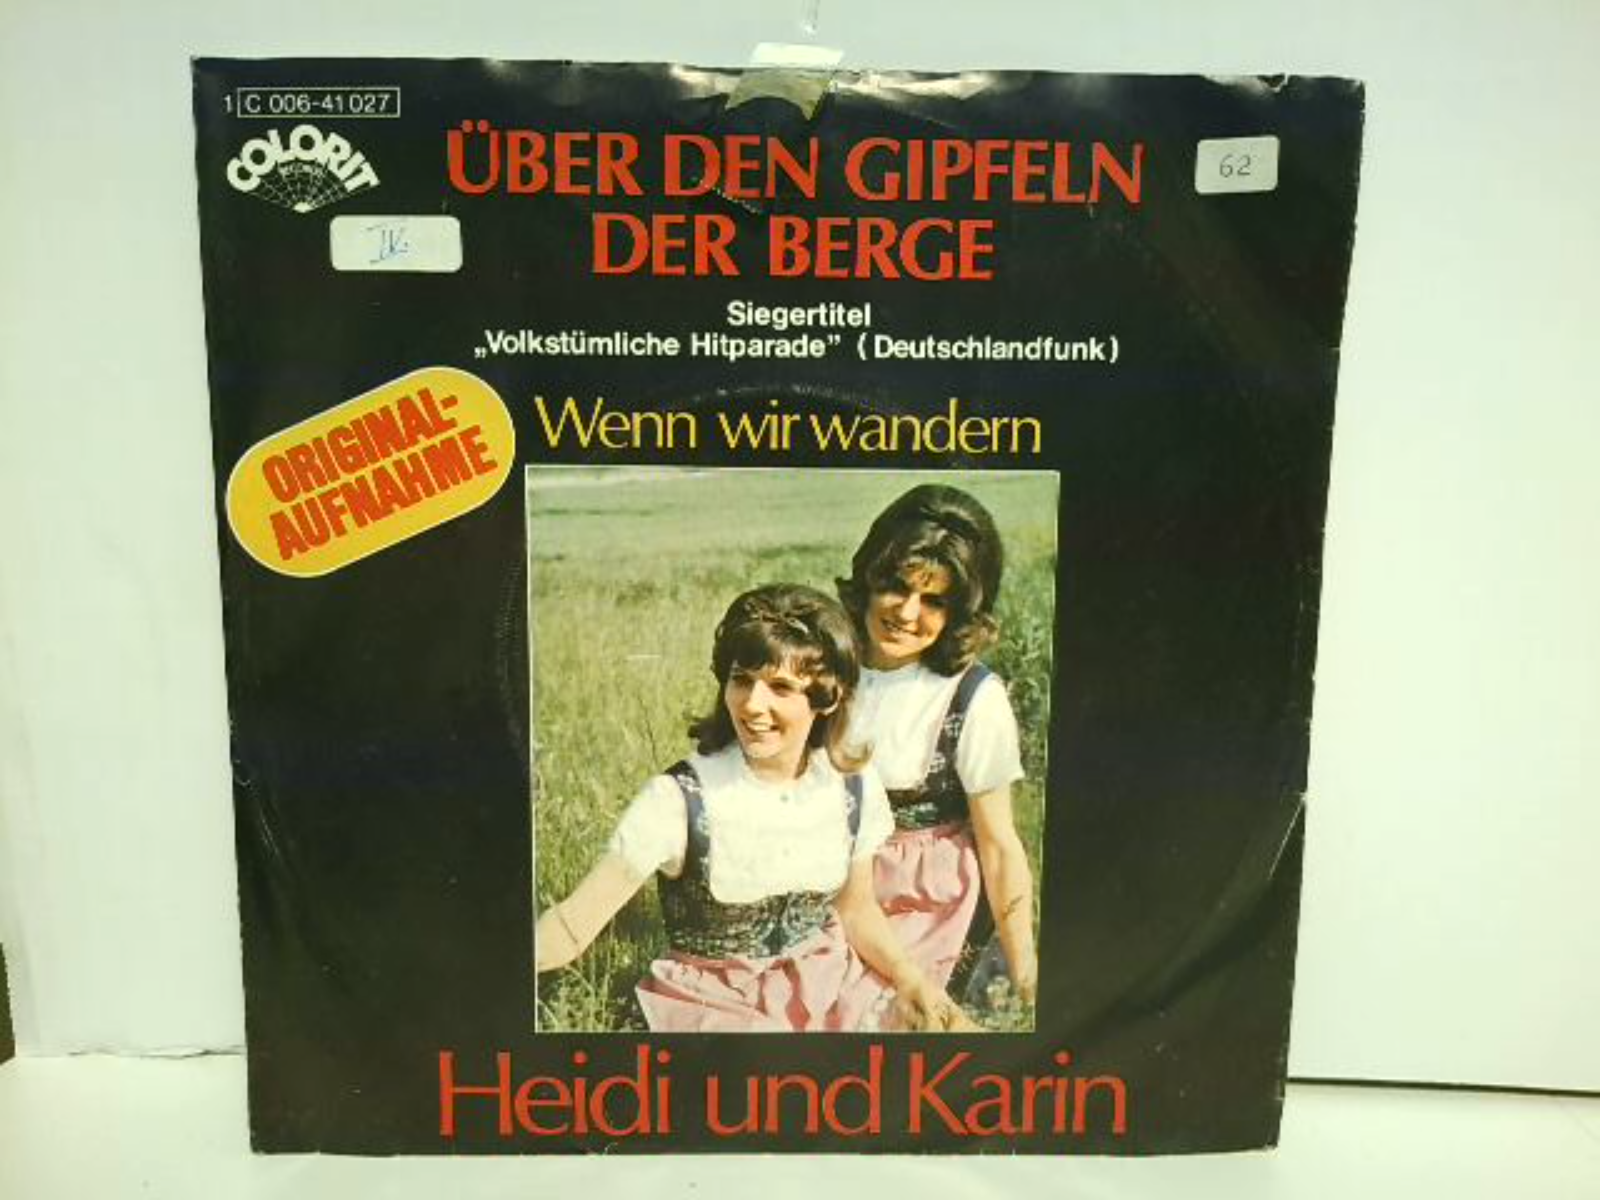 1 C 006-41 027
COLORIT
ÜBER DEN GIPFELN
DER BERGE
62
IV.
Siegertitel
„Volkstümliche Hitparade” (Deutschlandfunk)
ORIGINAL-
AUFNAHME
Wenn wir wandern
Heidi und Karin